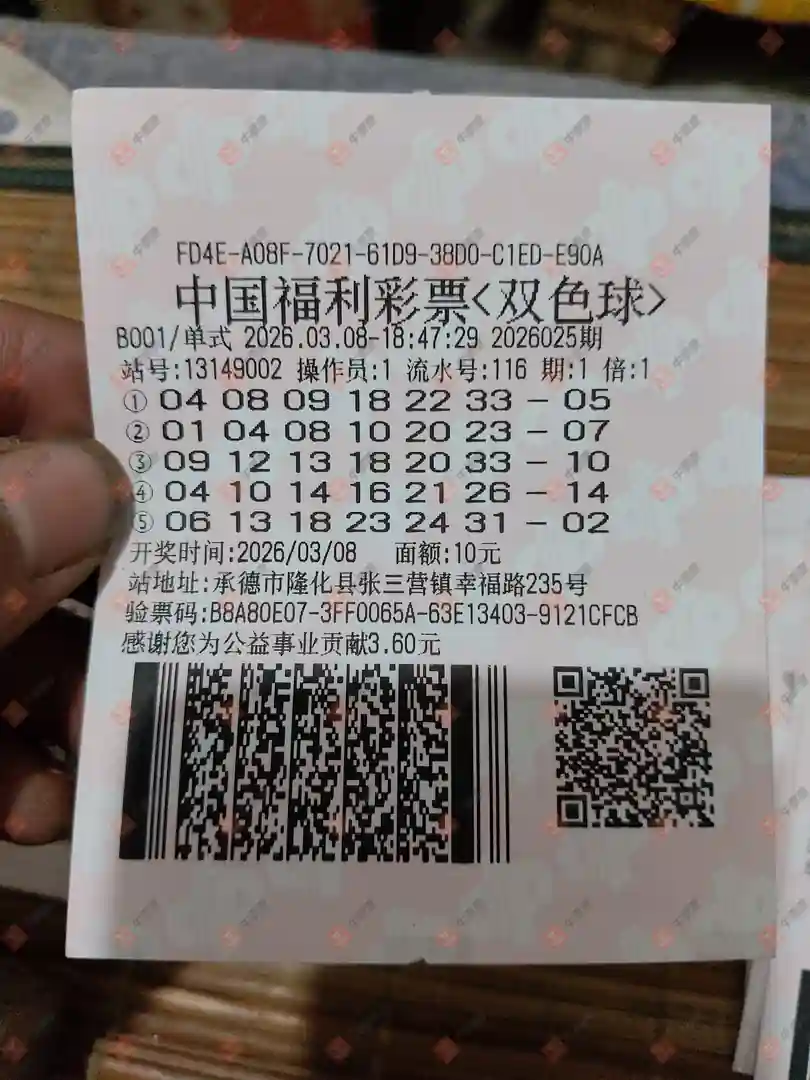 FD4E-A08F-7021-61D9-38D0-C1ED-E90A
中国福利彩票<双色球>
B001/单式 2026.03.08-18:47:29 2026025期
站号:13149002 操作员:1 流水号:116 期:1 倍:1
① 04 08 09 18 22 33 - 05
② 01 04 08 10 20 23 - 07
③ 09 12 13 18 20 33 - 10
④ 04 10 14 16 21 26 - 14
⑤ 06 13 18 23 24 31 - 02
开奖时间:2026/03/08 面额:10元
站地址:承德市隆化县张三营镇幸福路235号
验票码:B8A80E07-3FF0065A-63E13403-9121CFCB
感谢您为公益事业贡献3.60元